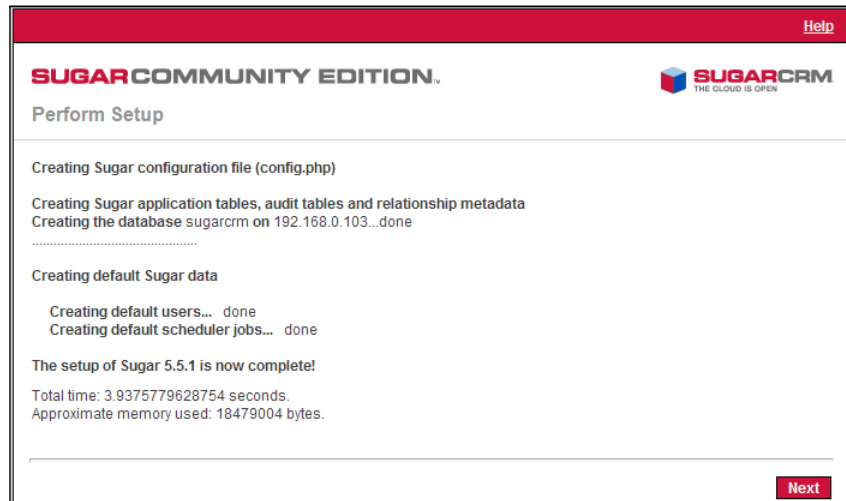 Help
SUGARCOMMUNITY EDITION™
SUGARCRM
THE CLOUD IS OPEN
Perform Setup
Creating Sugar configuration file (config.php)
Creating Sugar application tables, audit tables and relationship metadata
Creating the database sugarcrm on 192.168.0.103...done
.............................................
Creating default Sugar data
Creating default users... done
Creating default scheduler jobs... done
The setup of Sugar 5.5.1 is now complete!
Total time: 3.9375779628754 seconds.
Approximate memory used: 18479004 bytes.
Next